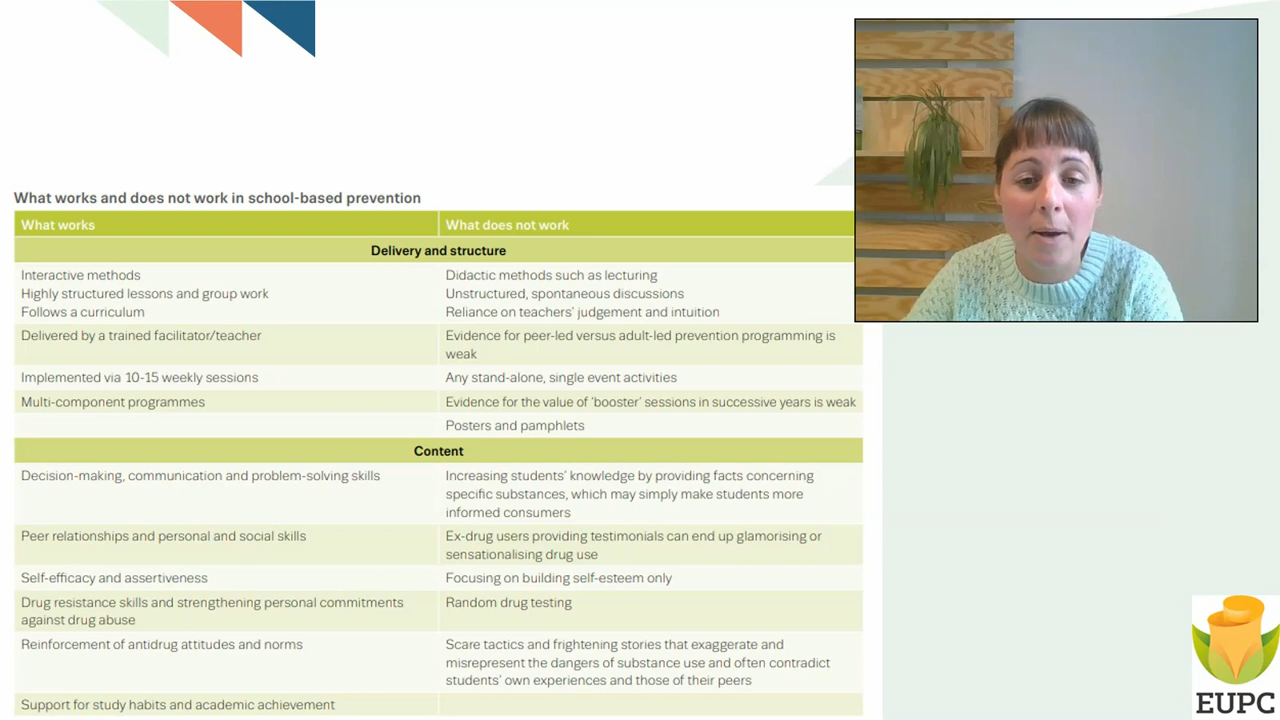 What works and does not work in school-based prevention
What works
What does not work
Delivery and structure
Interactive methods
Highly structured lessons and group work
Follows a curriculum
Didactic methods such as lecturing
Unstructured, spontaneous discussions
Reliance on teachers' judgement and intuition
Delivered by a trained facilitator/teacher
Evidence for peer-led versus adult-led prevention programming is
weak
Implemented via 10-15 weekly sessions
Any stand-alone, single event activities
Multi-component programmes
Evidence for the value of 'booster' sessions in successive years is weak
Posters and pamphlets
Content
Decision-making, communication and problem-solving skills
Increasing students' knowledge by providing facts concerning
specific substances, which may simply make students more
informed consumers
Peer relationships and personal and social skills
Ex-drug users providing testimonials can end up glamorising or
sensationalising drug use
Self-efficacy and assertiveness
Focusing on building self-esteem only
Drug resistance skills and strengthening personal commitments
against drug abuse
Random drug testing
Reinforcement of antidrug attitudes and norms
Scare tactics and frightening stories that exaggerate and
misrepresent the dangers of substance use and often contradict
students' own experiences and those of their peers
Support for study habits and academic achievement
EUPC